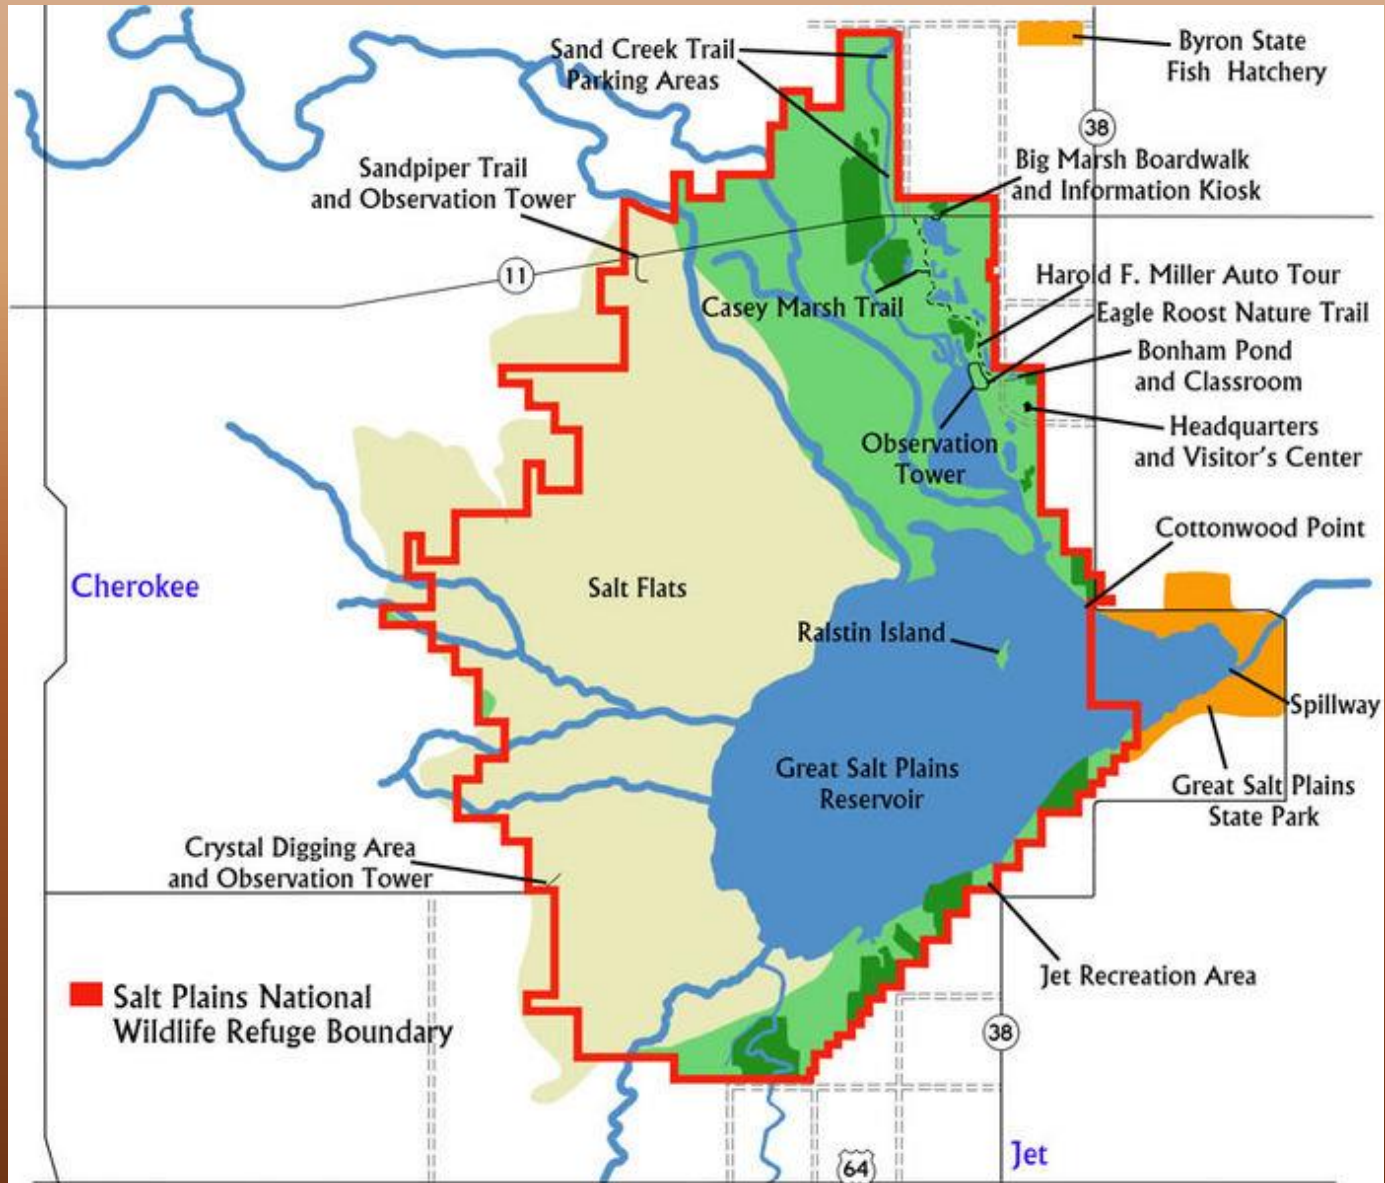 Sand Creek Trail
Parking Areas
Byron State
Fish Hatchery
38
Sandpiper Trail
and Observation Tower
Big Marsh Boardwalk
and Information Kiosk
11
Harold F. Miller Auto Tour
Casey Marsh Trail
Eagle Roost Nature Trail
Bonham Pond
and Classroom
Observation
Tower
Headquarters
and Visitor's Center
Cottonwood Point
Cherokee
Salt Flats
Ralstin Island
Spillway
Great Salt Plains
Reservoir
Great Salt Plains
State Park
Crystal Digging Area
and Observation Tower
Jet Recreation Area
Salt Plains National
Wildlife Refuge Boundary
38
Jet
64